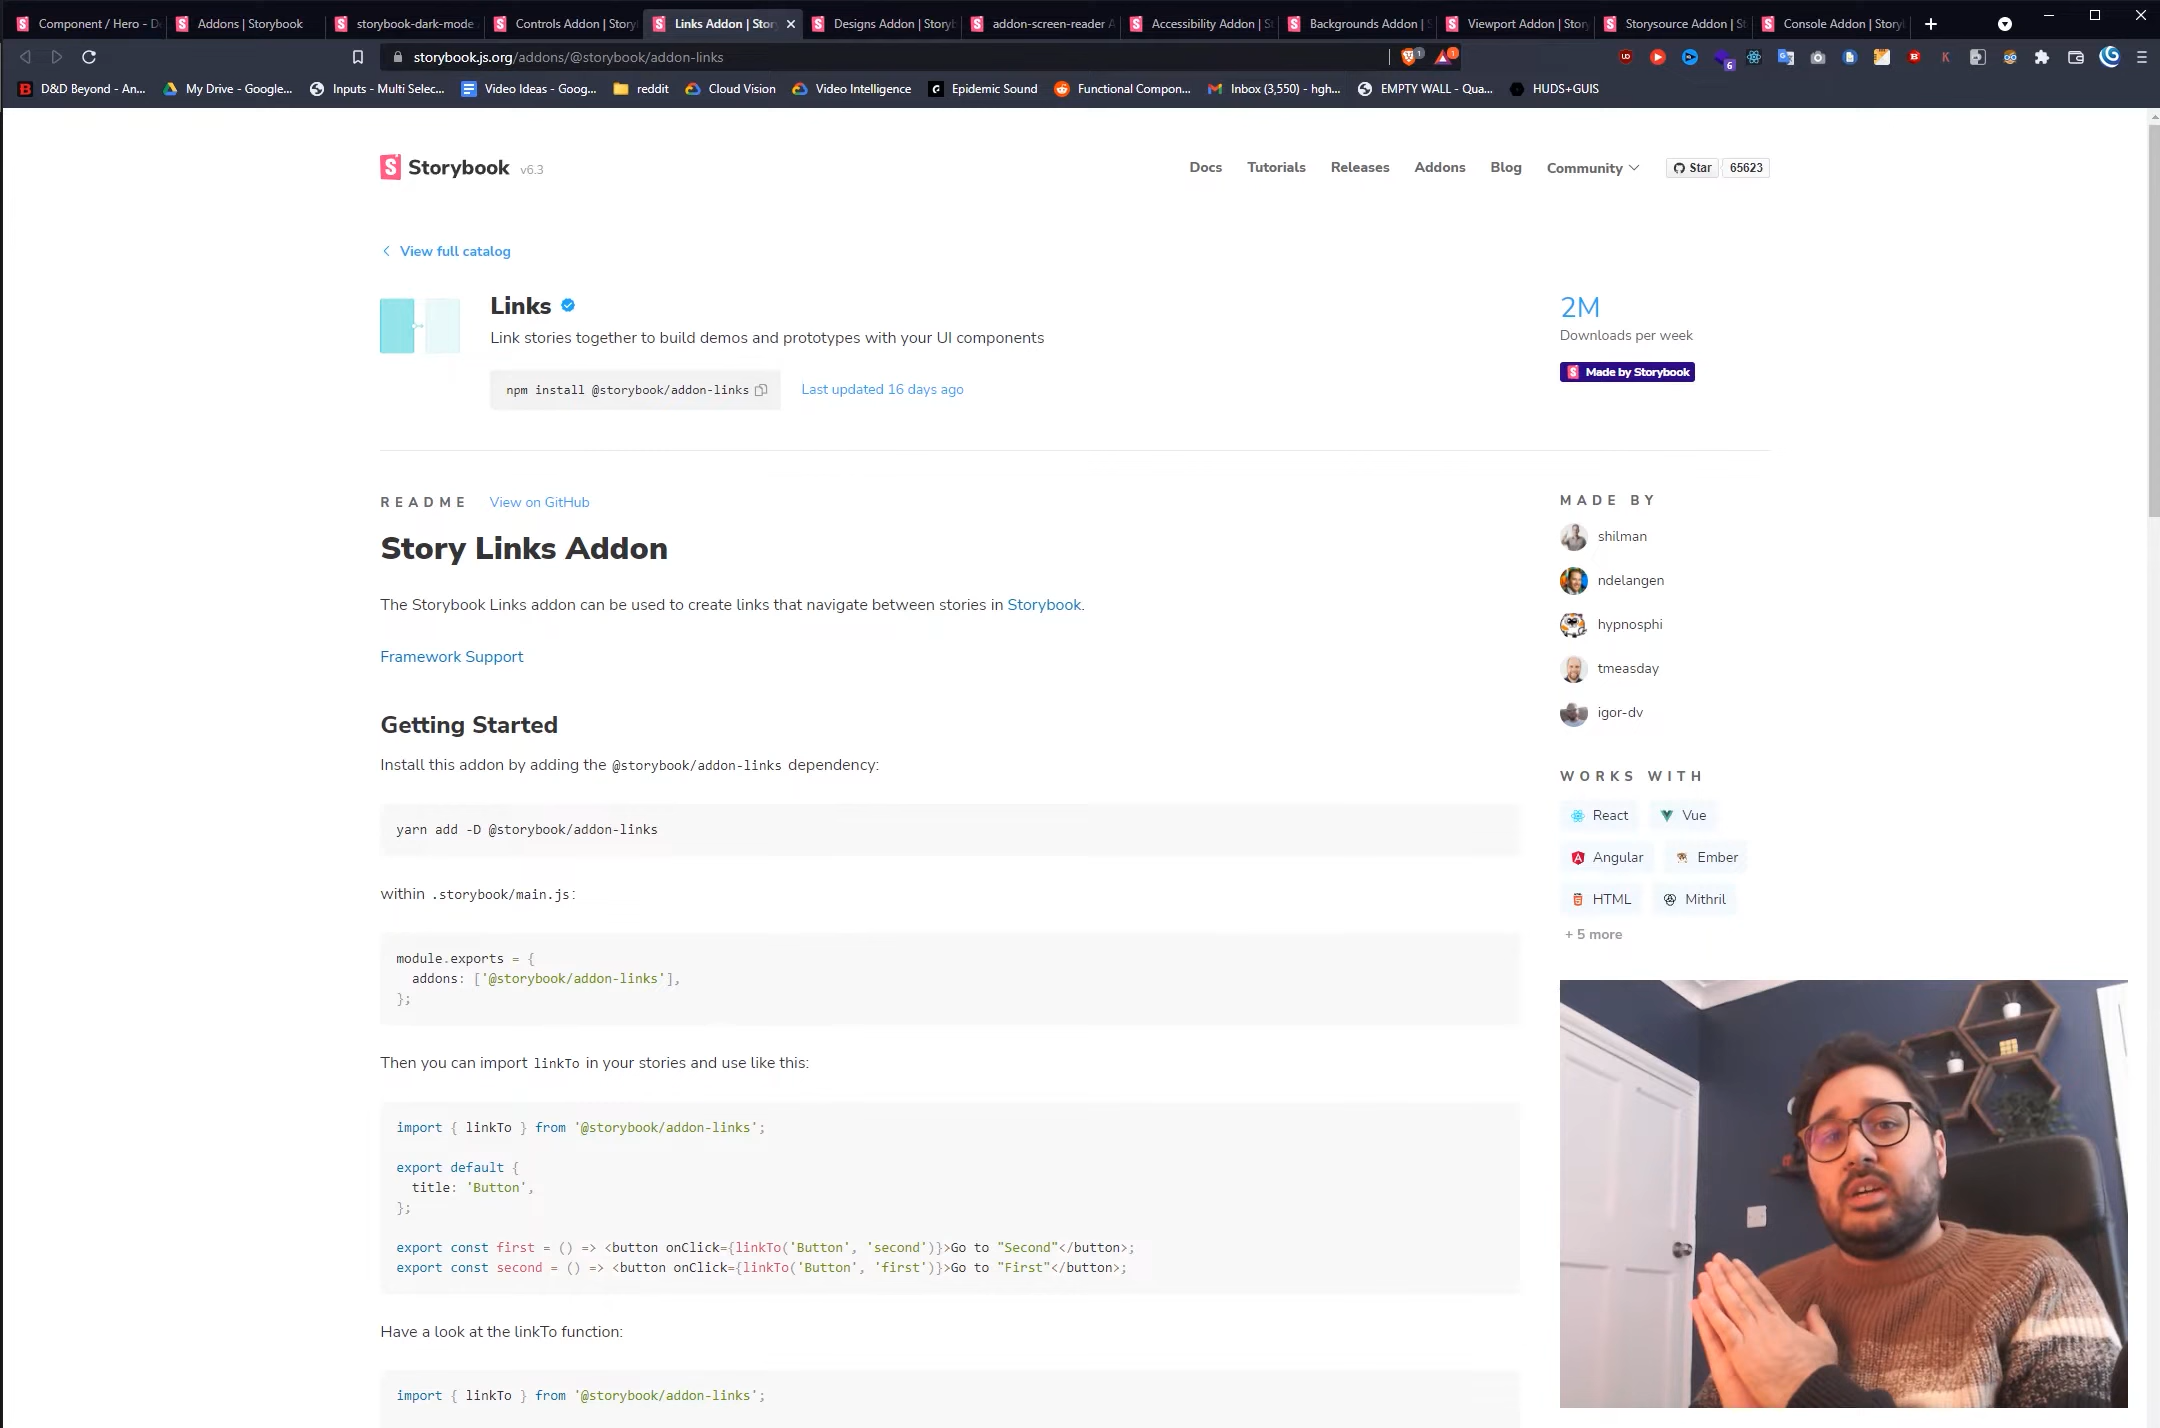 Component / Hero - D
Addons | Storybook
storybook-dark-mode
Controls Addon | Story
Links Addon | Stor
Designs Addon | Storyb
addon-screen-reader A
Accessibility Addon | S
Backgrounds Addon |
Viewport Addon | Stor
Storysource Addon | S
Console Addon | Story
storybook.js.org/addons/@storybook/addon-links
D&D Beyond - An...
My Drive - Google...
Inputs - Multi Selec...
Video Ideas - Goog...
reddit
Cloud Vision
Video Intelligence
Epidemic Sound
Functional Compon...
Inbox (3,550) - hgh...
EMPTY WALL - Qua...
HUDS+GUIS
Storybook v6.3
Docs
Tutorials
Releases
Addons
Blog
Community
Star
65623
View full catalog
Links
Link stories together to build demos and prototypes with your UI components
npm install @storybook/addon-links
Last updated 16 days ago
2M
Downloads per week
Made by Storybook
README
View on GitHub
Story Links Addon
The Storybook Links addon can be used to create links that navigate between stories in Storybook.
Framework Support
Getting Started
Install this addon by adding the @storybook/addon-links dependency:
yarn add -D @storybook/addon-links
within .storybook/main.js:
module.exports = {
addons: ['@storybook/addon-links'],
};
Then you can import linkTo in your stories and use like this:
import { linkTo } from '@storybook/addon-links';
export default {
title: 'Button',
};
export const first = () => <button onClick={linkTo('Button', 'second')}>Go to "Second"</button>;
export const second = () => <button onClick={linkTo('Button', 'first')}>Go to "First"</button>;
Have a look at the linkTo function:
import { linkTo } from '@storybook/addon-links';
MADE BY
shilman
ndelangen
hypnosphi
tmeasday
igor-dv
WORKS WITH
React
Vue
Angular
Ember
HTML
Mithril
+ 5 more